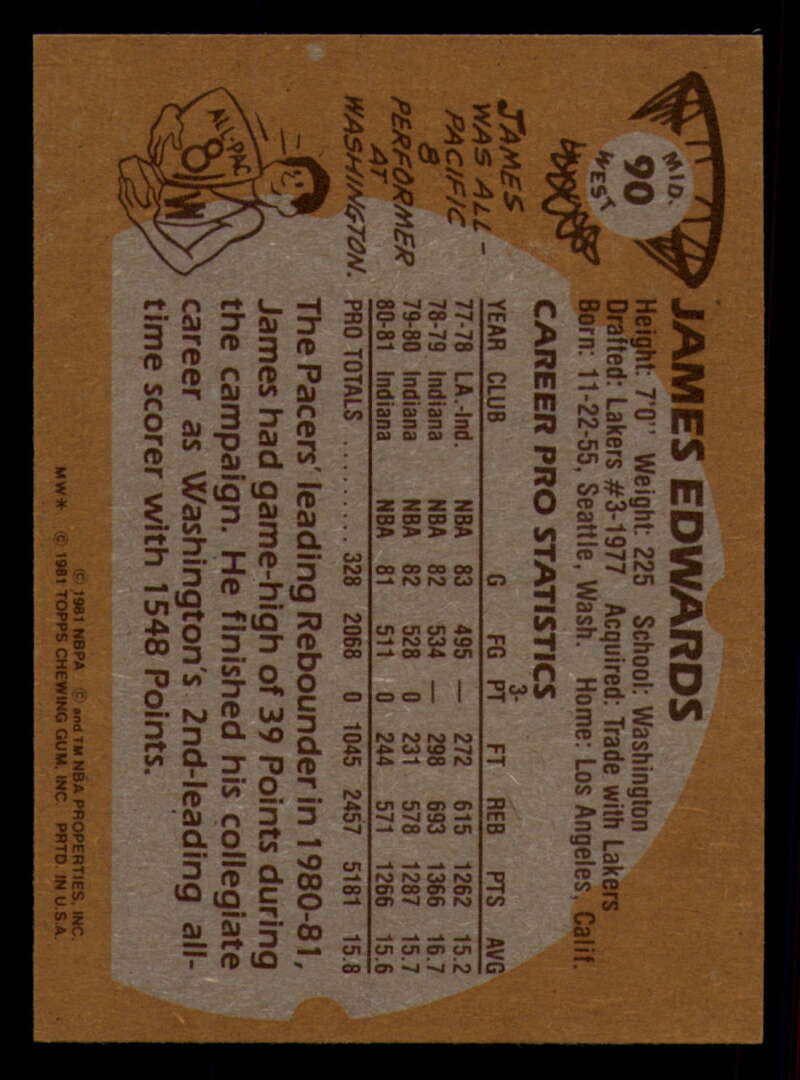 MID.
90
WEST
JAMES EDWARDS
Height: 7'0" Weight: 225 School: Washington
Drafted: Lakers #3-1977 Acquired: Trade with Lakers
Born: 11-22-55, Seattle, Wash. Home: Los Angeles, Calif.
CAREER PRO STATISTICS
YEAR CLUB G FG 3-PT FT REB PTS AVG
77-78 LA.-Ind. NBA 83 495 — 272 615 1262 15.2
78-79 Indiana NBA 82 534 — 298 693 1366 16.7
79-80 Indiana NBA 82 528 0 231 578 1287 15.7
80-81 Indiana NBA 81 511 0 244 571 1266 15.6
PRO TOTALS ......... 328 2068 0 1045 2457 5181 15.8
JAMES
WAS ALL-
PACIFIC
8
PERFORMER
AT
WASHINGTON.
ALL-PAC
8
W
The Pacers' leading Rebounder in 1980-81,
James had game-high of 39 Points during
the campaign. He finished his collegiate
career as Washington's 2nd-leading all-
time scorer with 1548 Points.
© 1981 NBPA © and TM NBA PROPERTIES, INC.
MW* © 1981 TOPPS CHEWING GUM, INC. PRTD. IN U.S.A.